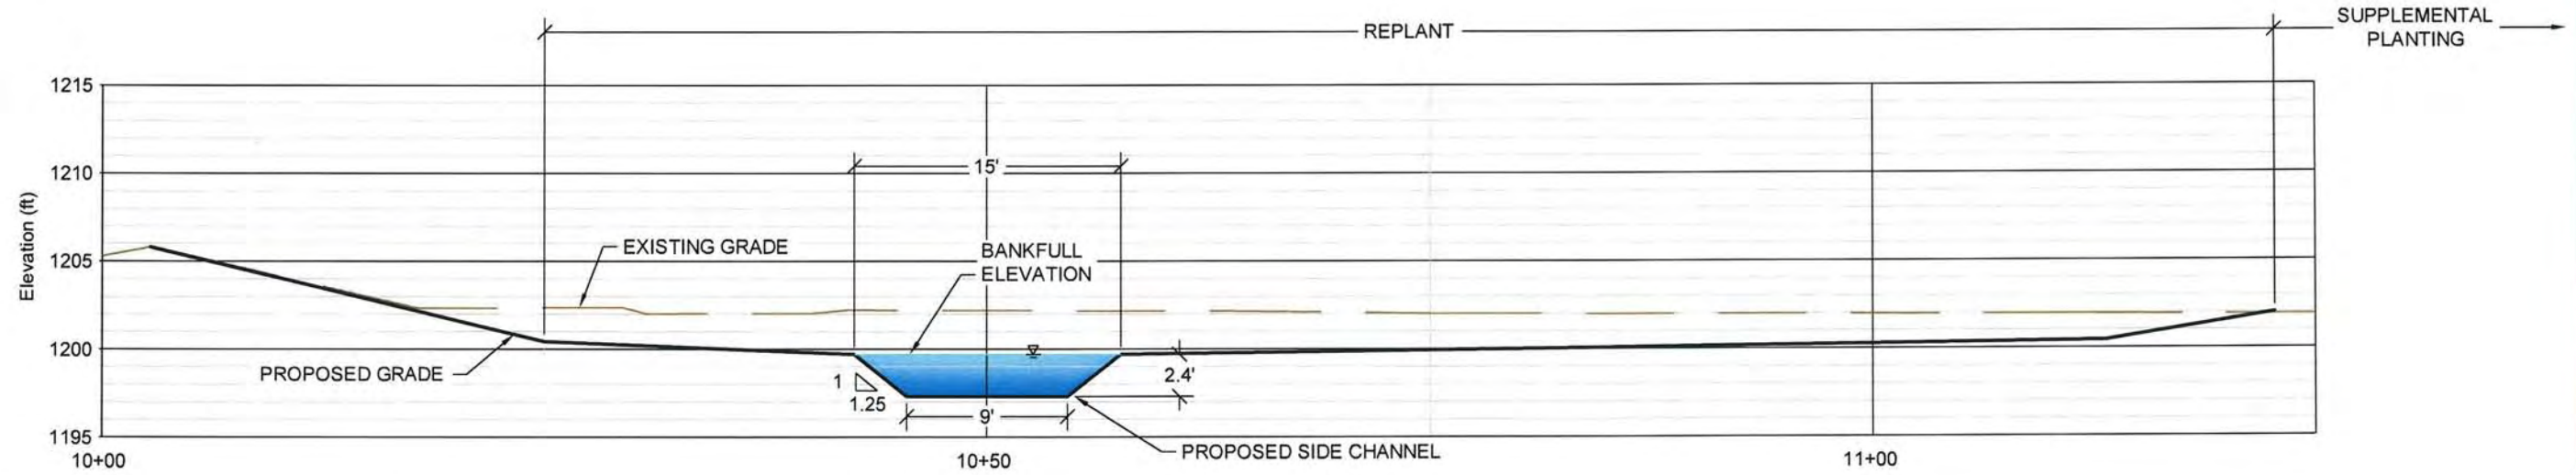 REPLANT
SUPPLEMENTAL
PLANTING
1215
1210
1205
1200
1195
Elevation (ft)
15'
EXISTING GRADE
BANKFULL
ELEVATION
PROPOSED GRADE
1
1.25
2.4'
9'
PROPOSED SIDE CHANNEL
10+00
10+50
11+00